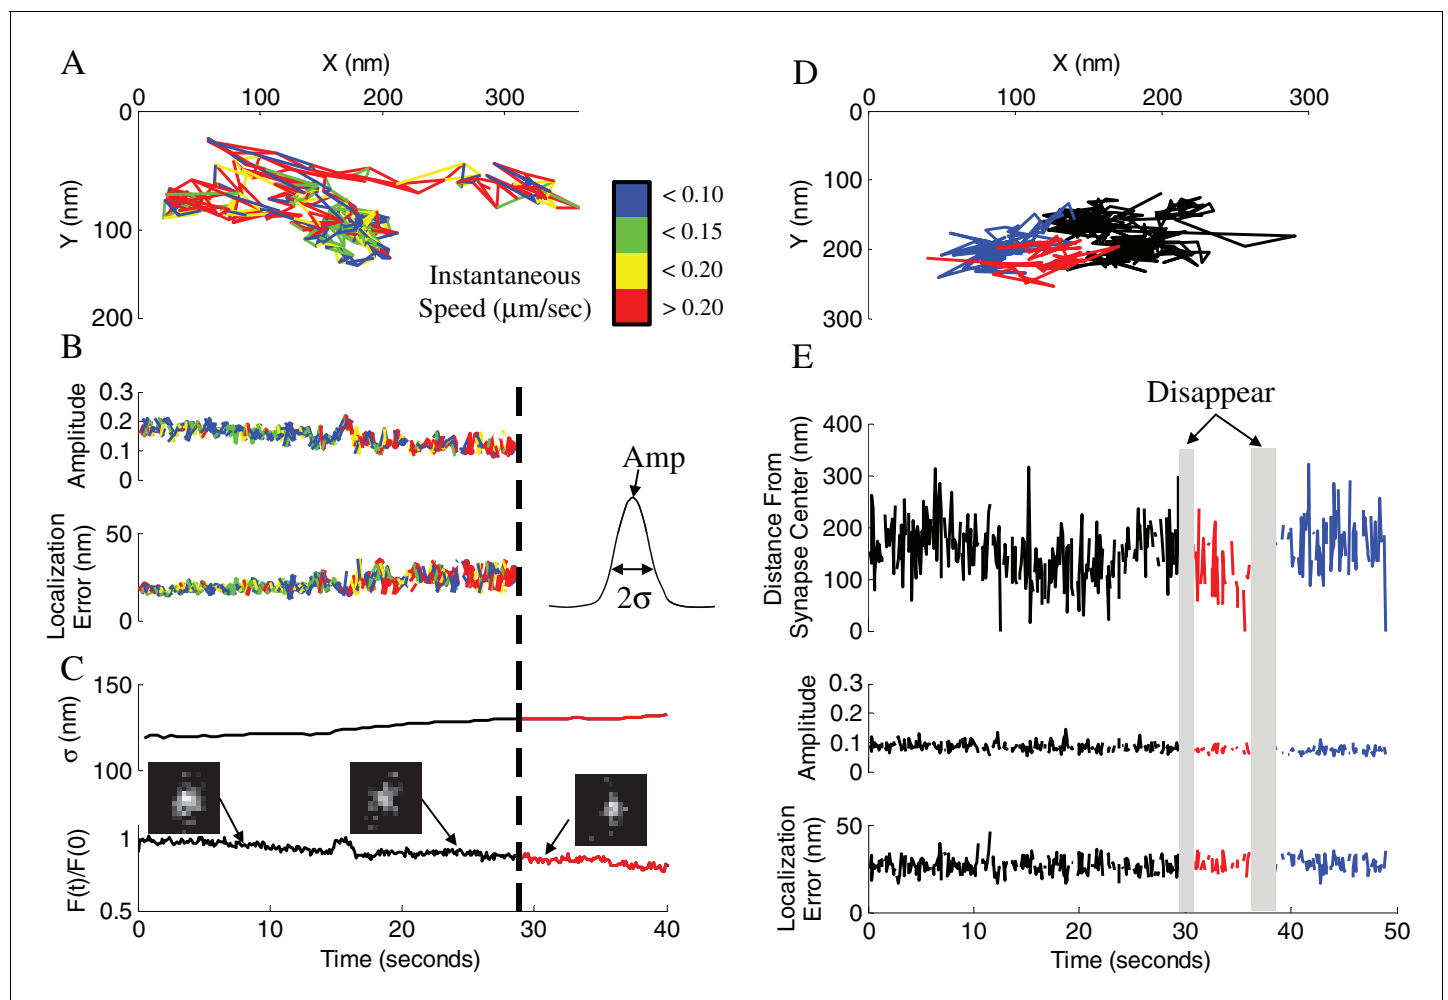 A
X (nm)
0 100 200 300
0
100
200
Y (nm)
Instantaneous
Speed (μm/sec)
< 0.10
< 0.15
< 0.20
> 0.20
B
Amplitude
0.3
0.2
0.1
0
Localization
Error (nm)
50
0
Amp
2σ
C
σ (nm)
150
100
F(t)/F(0)
1
0.5
0 10 20 30 40
Time (seconds)
D
X (nm)
0 100 200 300
0
100
200
300
Y (nm)
E
Disappear
Distance From
Synapse Center (nm)
400
300
200
100
0
Amplitude
0.3
0.2
0.1
0
Localization
Error (nm)
50
0
0 10 20 30 40 50
Time (seconds)